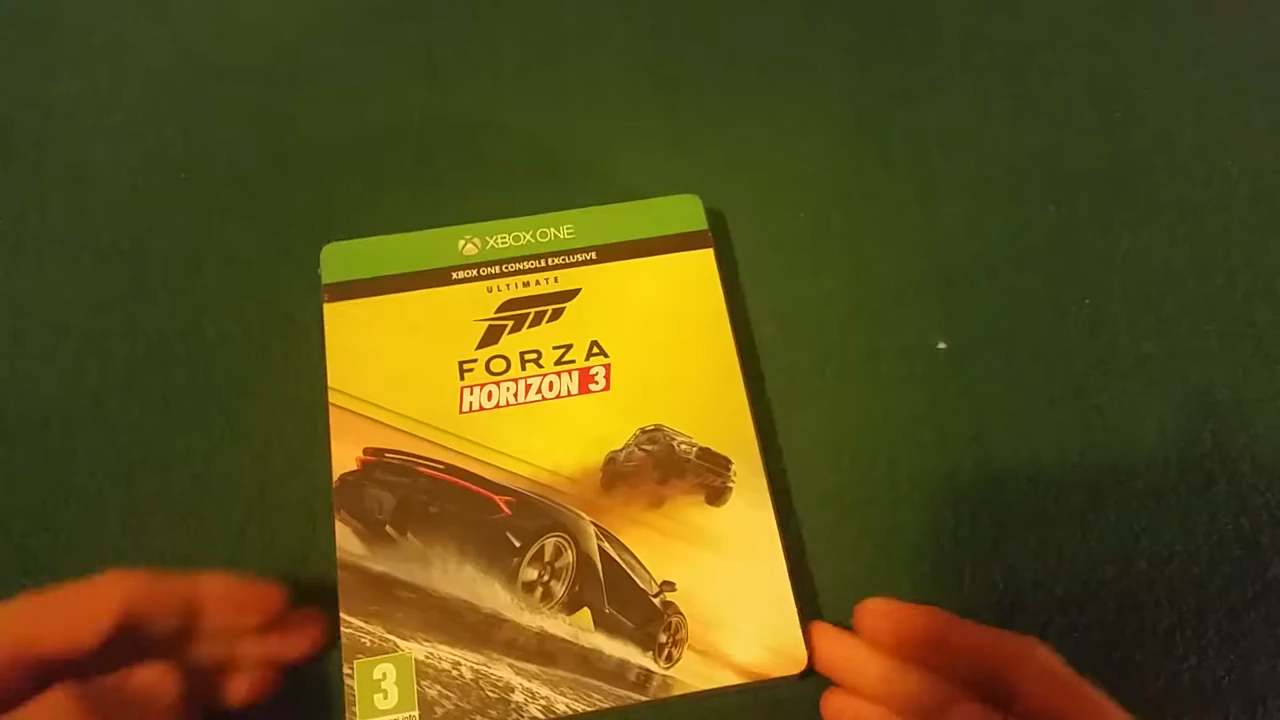 XBOX ONE
XBOX ONE CONSOLE EXCLUSIVE
ULTIMATE
FORZA
HORIZON 3
3